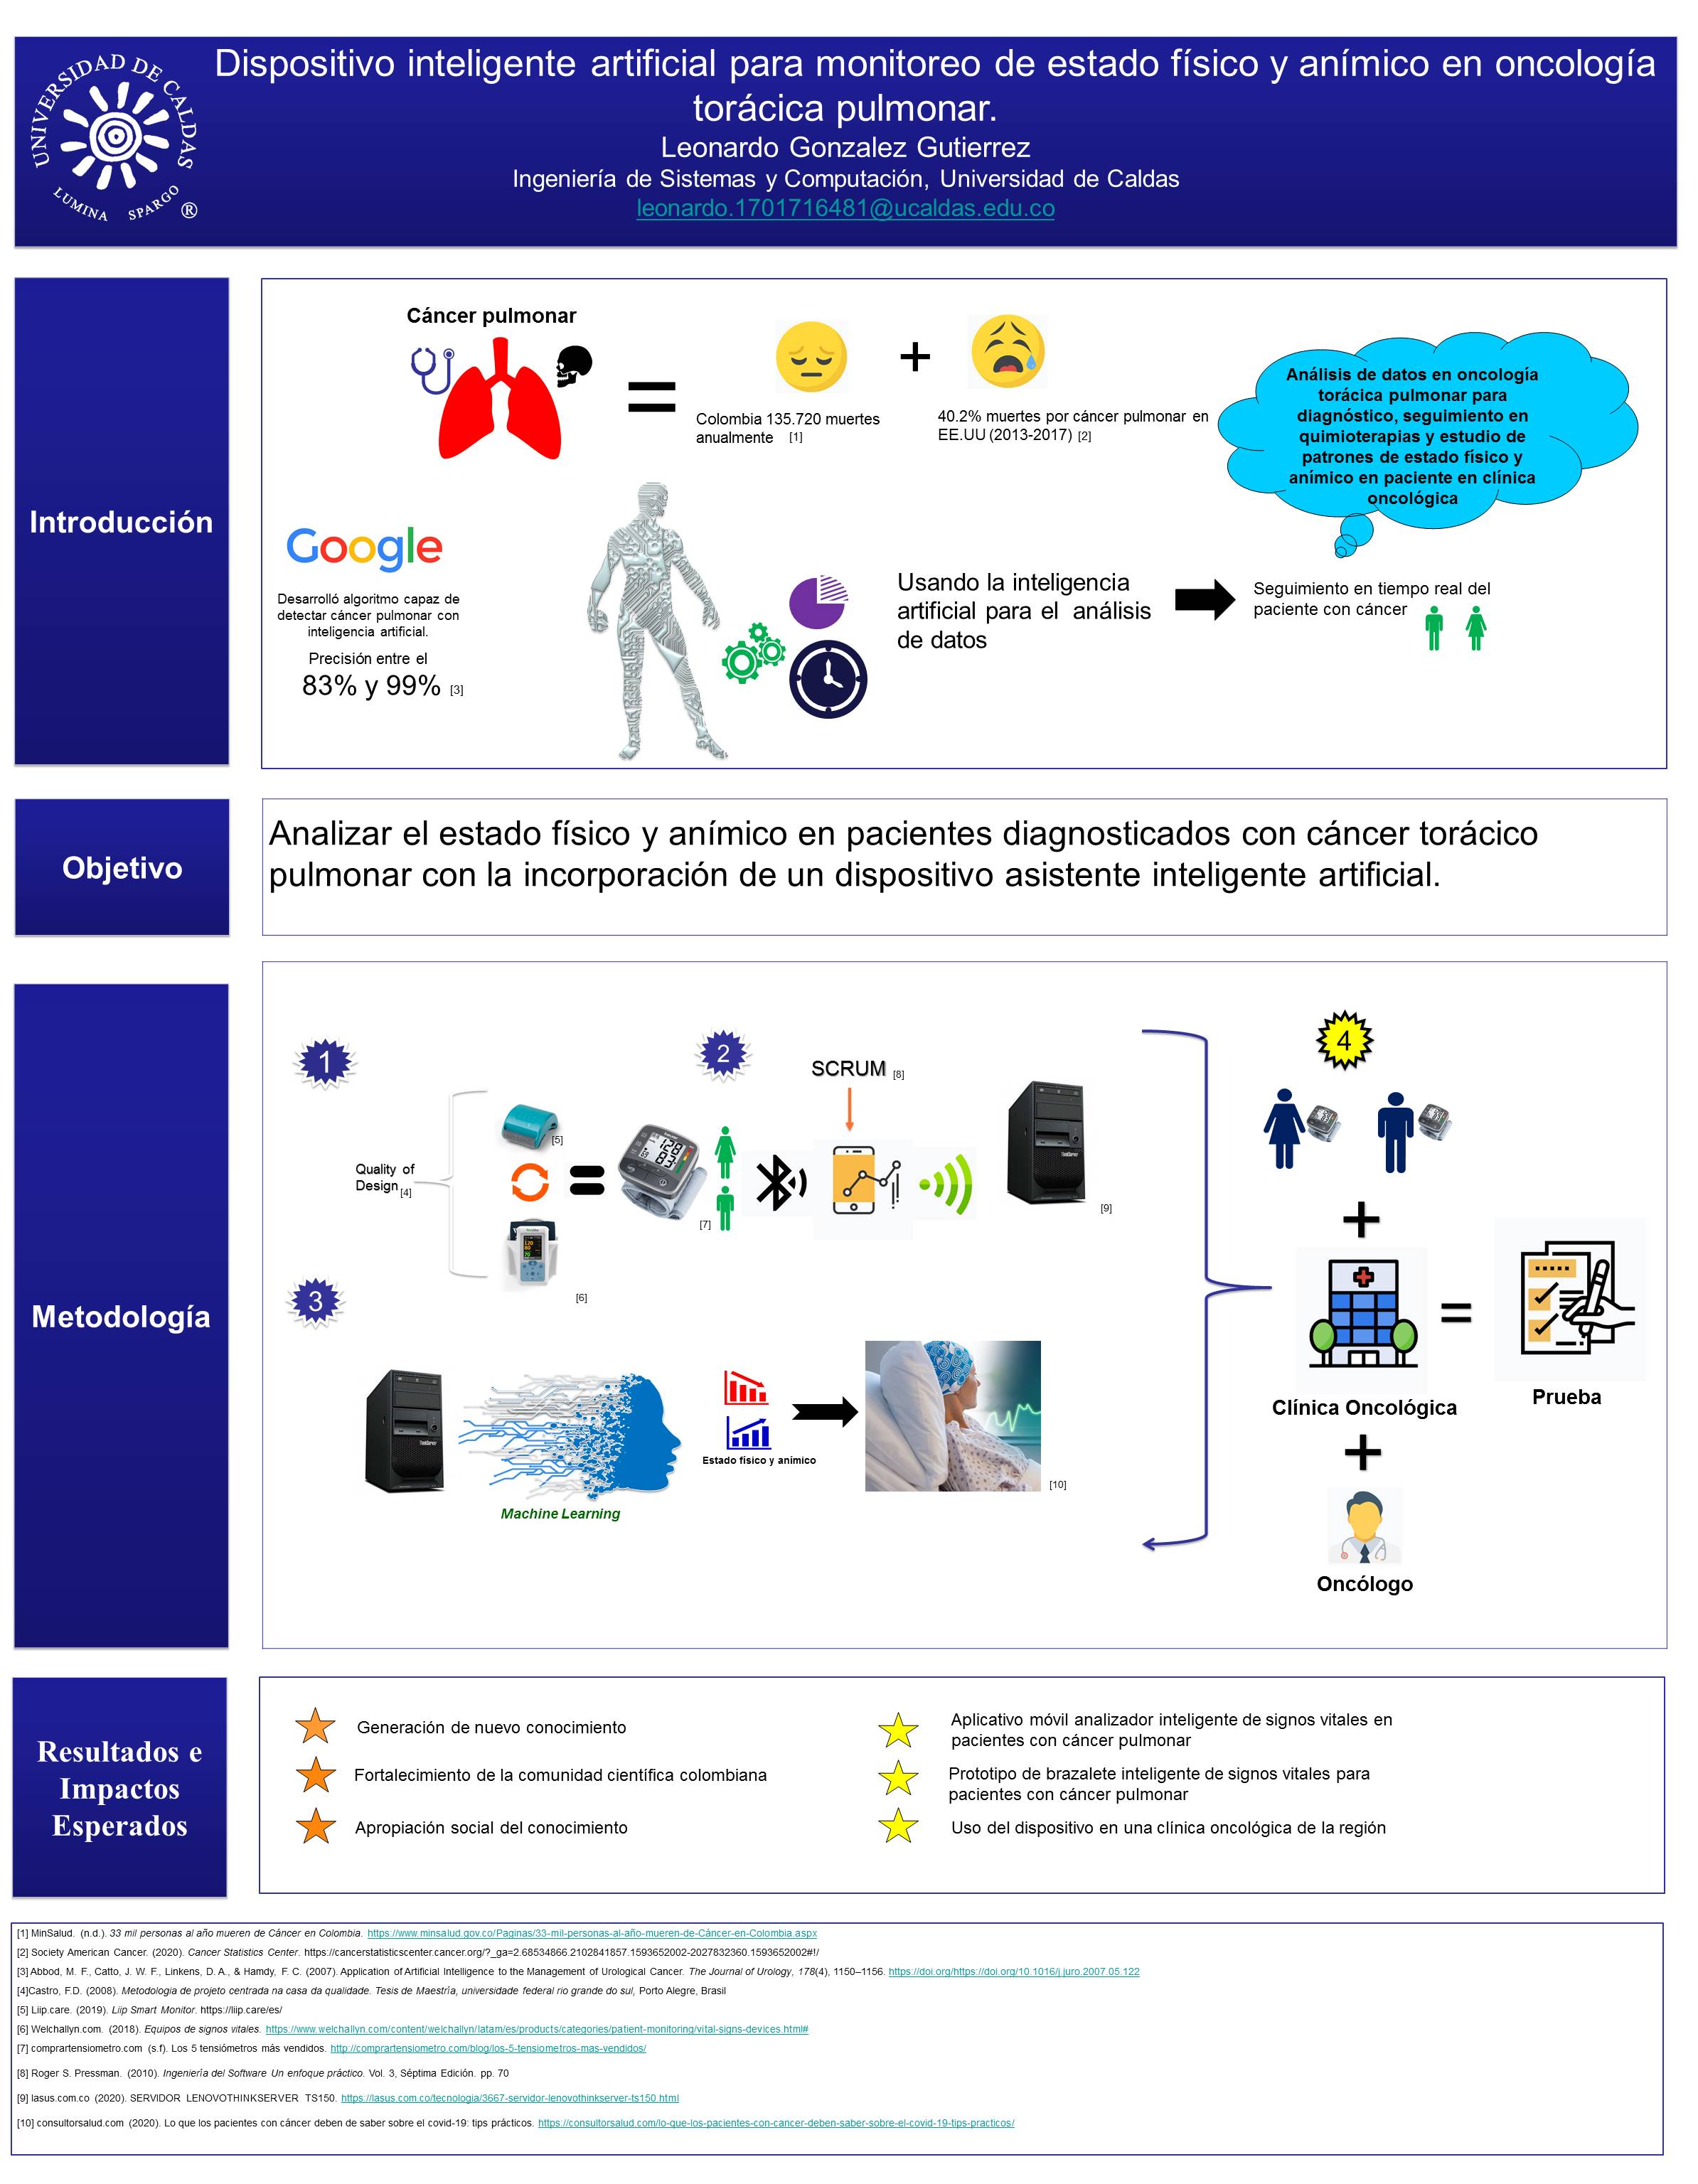 UNIVERSIDAD DE CALDAS
LUMINA SPARGO
®
Dispositivo inteligente artificial para monitoreo de estado físico y anímico en oncología
torácica pulmonar.
Leonardo Gonzalez Gutierrez
Ingeniería de Sistemas y Computación, Universidad de Caldas
leonardo.1701716481@ucaldas.edu.co
Introducción
Cáncer pulmonar
=
+
Colombia 135.720 muertes
anualmente [1]
40.2% muertes por cáncer pulmonar en
EE.UU (2013-2017) [2]
Análisis de datos en oncología
torácica pulmonar para
diagnóstico, seguimiento en
quimioterapias y estudio de
patrones de estado físico y
anímico en paciente en clínica
oncológica
Google
Desarrolló algoritmo capaz de
detectar cáncer pulmonar con
inteligencia artificial.
Precisión entre el
83% y 99% [3]
Usando la inteligencia
artificial para el análisis
de datos
Seguimiento en tiempo real del
paciente con cáncer
Objetivo
Analizar el estado físico y anímico en pacientes diagnosticados con cáncer torácico
pulmonar con la incorporación de un dispositivo asistente inteligente artificial.
Metodología
1
Quality of
Design [4]
[5]
[6]
=
[7]
2
SCRUM [8]
[9]
3
Machine Learning
Estado físico y anímico
[10]
4
+
Clínica Oncológica
=
Prueba
+
Oncólogo
Resultados e
Impactos
Esperados
Generación de nuevo conocimiento
Fortalecimiento de la comunidad científica colombiana
Apropiación social del conocimiento
Aplicativo móvil analizador inteligente de signos vitales en
pacientes con cáncer pulmonar
Prototipo de brazalete inteligente de signos vitales para
pacientes con cáncer pulmonar
Uso del dispositivo en una clínica oncológica de la región
[1] MinSalud. (n.d.). 33 mil personas al año mueren de Cáncer en Colombia. https://www.minsalud.gov.co/Paginas/33-mil-personas-al-año-mueren-de-Cáncer-en-Colombia.aspx
[2] Society American Cancer. (2020). Cancer Statistics Center. https://cancerstatisticscenter.cancer.org/?_ga=2.68534866.2102841857.1593652002-2027832360.1593652002#!/
[3] Abbod, M. F., Catto, J. W. F., Linkens, D. A., & Hamdy, F. C. (2007). Application of Artificial Intelligence to the Management of Urological Cancer. The Journal of Urology, 178(4), 1150–1156. https://doi.org/https://doi.org/10.1016/j.juro.2007.05.122
[4]Castro, F.D. (2008). Metodologia de projeto centrada na casa da qualidade. Tesis de Maestría, universidade federal rio grande do sul, Porto Alegre, Brasil
[5] Liip.care. (2019). Liip Smart Monitor. https://liip.care/es/
[6] Welchallyn.com. (2018). Equipos de signos vitales. https://www.welchallyn.com/content/welchallyn/latam/es/products/categories/patient-monitoring/vital-signs-devices.html#
[7] comprartensiometro.com (s.f). Los 5 tensiómetros más vendidos. http://comprartensiometro.com/blog/los-5-tensiometros-mas-vendidos/
[8] Roger S. Pressman. (2010). Ingeniería del Software Un enfoque práctico. Vol. 3, Séptima Edición. pp. 70
[9] lasus.com.co (2020). SERVIDOR LENOVOTHINKSERVER TS150. https://lasus.com.co/tecnologia/3667-servidor-lenovothinkserver-ts150.html
[10] consultorsalud.com (2020). Lo que los pacientes con cáncer deben de saber sobre el covid-19: tips prácticos. https://consultorsalud.com/lo-que-los-pacientes-con-cancer-deben-saber-sobre-el-covid-19-tips-practicos/